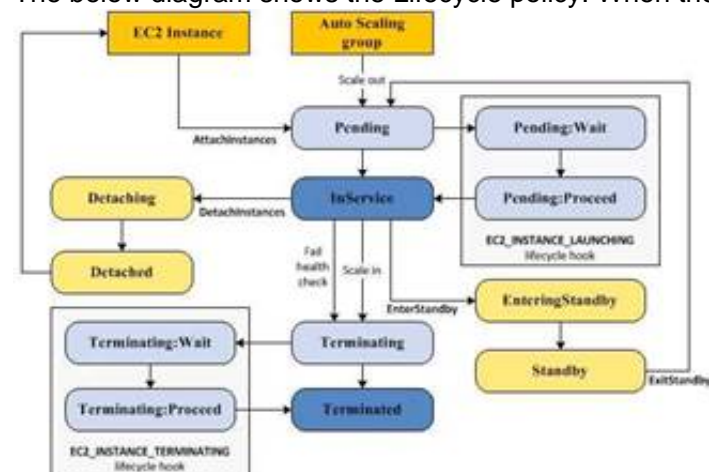 The below diagram shows the Lifecycle policy. When the
EC2 Instance
Auto Scaling
group
Scale out
Pending
Pending:Wait
AttachInstances
Detaching
InService
Pending:Proceed
DetachInstances
EC2_INSTANCE_LAUNCHING
lifecycle hook
Detached
Fail
health
check
Scale in
EnterStandby
EnteringStandby
Terminating:Wait
Terminating
Standby
ExitStandby
Terminating:Proceed
Terminated
EC2_INSTANCE_TERMINATING
lifecycle hook